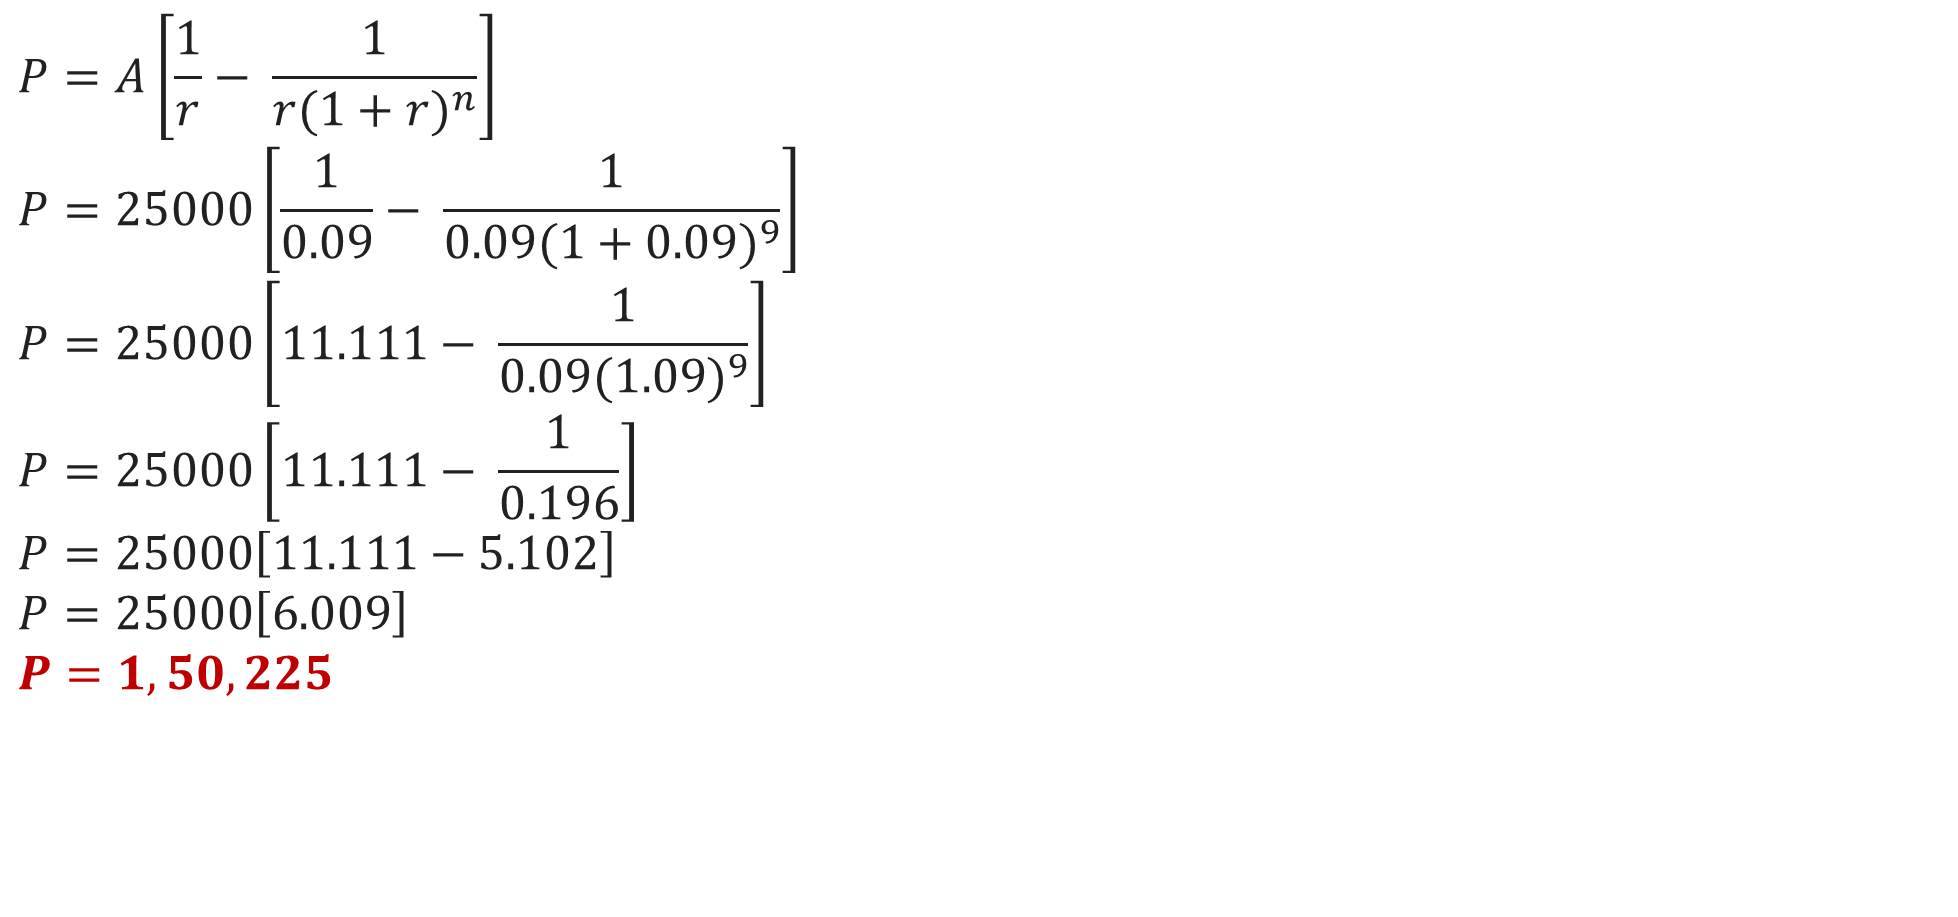 P = A [1/r − 1/r(1 + r)^n]
P = 25000 [1/0.09 − 1/0.09(1 + 0.09)^9]
P = 25000 [11.111 − 1/0.09(1.09)^9]
P = 25000 [11.111 − 1/0.196]
P = 25000[11.111 − 5.102]
P = 25000[6.009]
P = 1, 50, 225